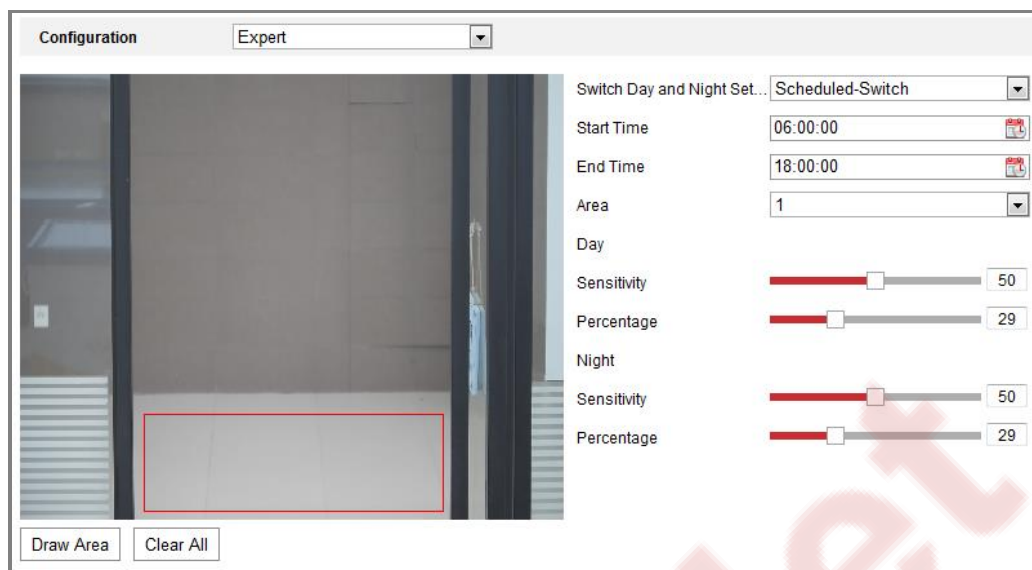 Configuration Expert
Switch Day and Night Set... Scheduled-Switch
Start Time 06:00:00
End Time 18:00:00
Area 1
Day
Sensitivity 50
Percentage 29
Night
Sensitivity 50
Percentage 29
Draw Area Clear All